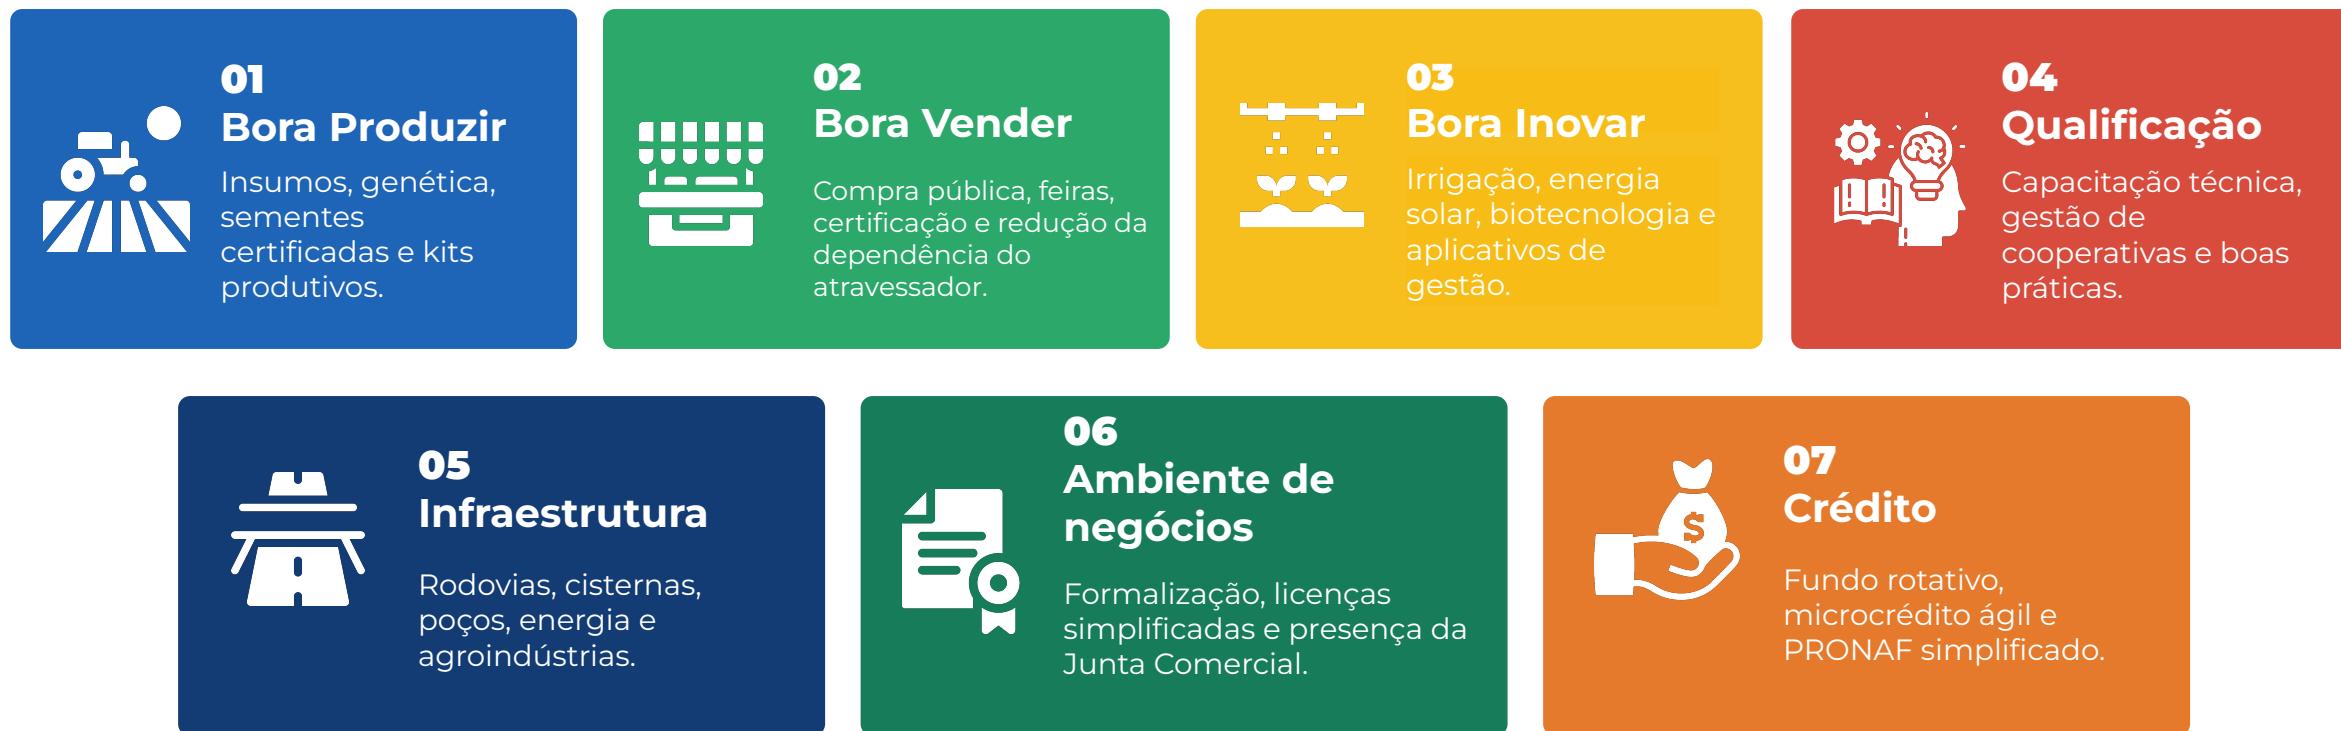 01
Bora Produzir
Insumos, genética,
sementes
certificadas e kits
produtivos.
02
Bora Vender
Compra pública, feiras,
certificação e redução da
dependência do
atravessador.
03
Bora Inovar
Irrigação, energia
solar, biotecnologia e
aplicativos de
gestão.
04
Qualificação
Capacitação técnica,
gestão de
cooperativas e boas
práticas.
05
Infraestrutura
Rodovias, cisternas,
poços, energia e
agroindústrias.
06
Ambiente de
negócios
Formalização, licenças
simplificadas e presença da
Junta Comercial.
$
07
Crédito
Fundo rotativo,
microcrédito ágil e
PRONAF simplificado.